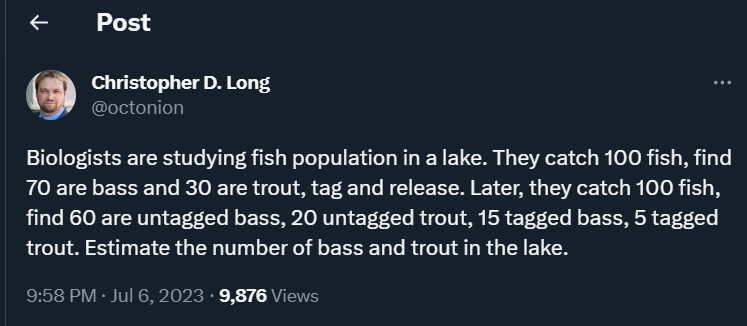 ← Post
Christopher D. Long
@octonion
Biologists are studying fish population in a lake. They catch 100 fish, find
70 are bass and 30 are trout, tag and release. Later, they catch 100 fish,
find 60 are untagged bass, 20 untagged trout, 15 tagged bass, 5 tagged
trout. Estimate the number of bass and trout in the lake.
9:58 PM · Jul 6, 2023 · 9,876 Views